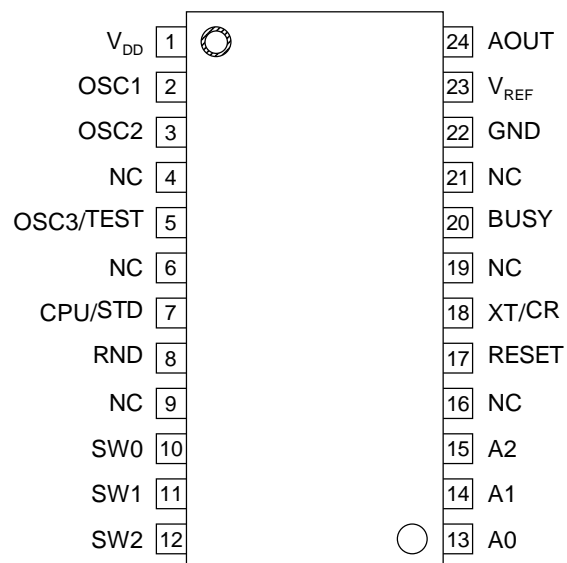 V_DD 1 24 AOUT
OSC1 2 23 V_REF
OSC2 3 22 GND
NC 4 21 NC
OSC3/TEST 5 20 BUSY
NC 6 19 NC
CPU/STD 7 18 XT/CR
RND 8 17 RESET
NC 9 16 NC
SW0 10 15 A2
SW1 11 14 A1
SW2 12 13 A0